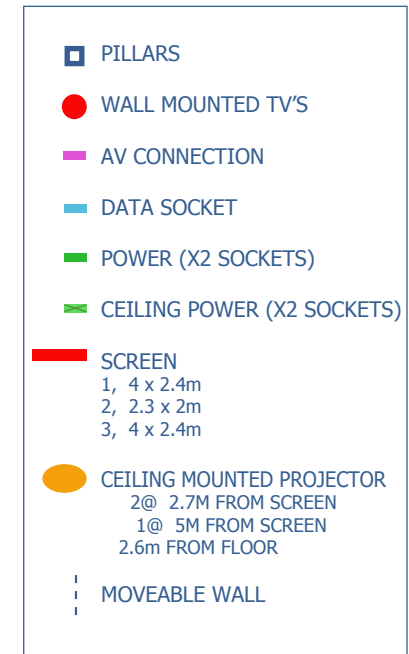 PILLARS
WALL MOUNTED TV'S
AV CONNECTION
DATA SOCKET
POWER (X2 SOCKETS)
CEILING POWER (X2 SOCKETS)
SCREEN
1, 4 x 2.4m
2, 2.3 x 2m
3, 4 x 2.4m
CEILING MOUNTED PROJECTOR
2@ 2.7M FROM SCREEN
1@ 5M FROM SCREEN
2.6m FROM FLOOR
MOVEABLE WALL